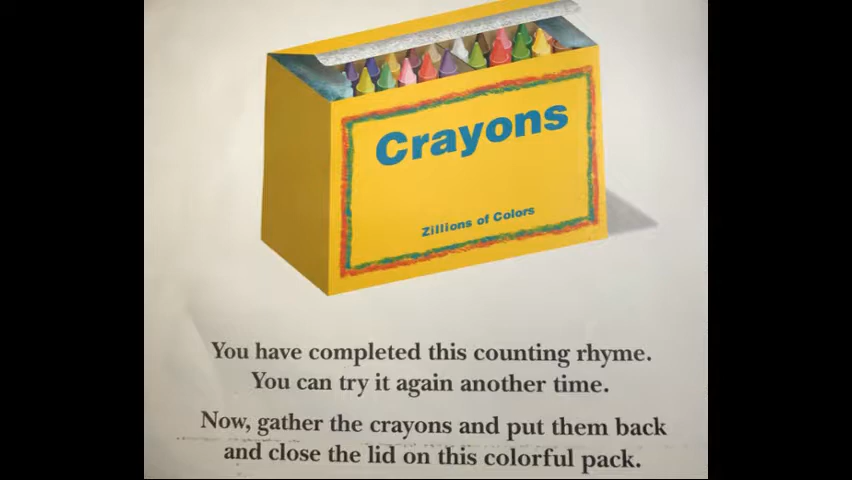 Crayons
Zillions of Colors
You have completed this counting rhyme.
You can try it again another time.
Now, gather the crayons and put them back
and close the lid on this colorful pack.